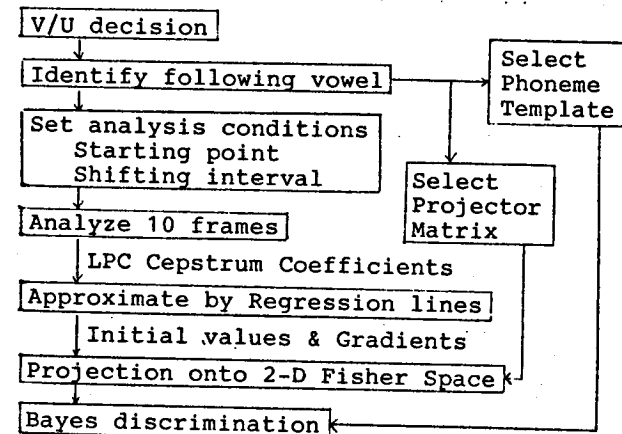 V/U decision
Identify following vowel
Select
Phoneme
Template
Set analysis conditions
Starting point
Shifting interval
Select
Projector
Matrix
Analyze 10 frames
LPC Cepstrum Coefficients
Approximate by Regression lines
Initial values & Gradients
Projection onto 2-D Fisher Space
Bayes discrimination